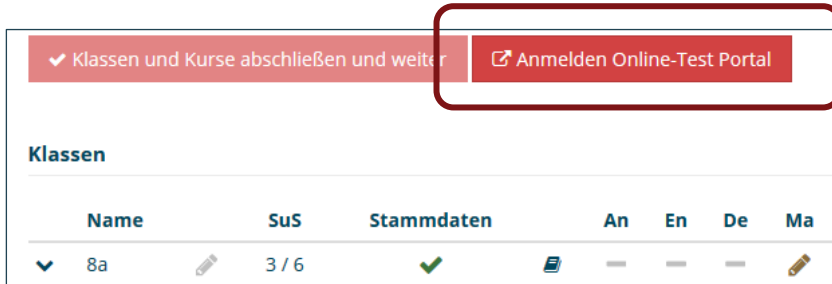 Klassen und Kurse abschließen und weiter Anmelden Online-Test Portal
Klassen
Name SuS Stammdaten An En De Ma
8a 3 / 6